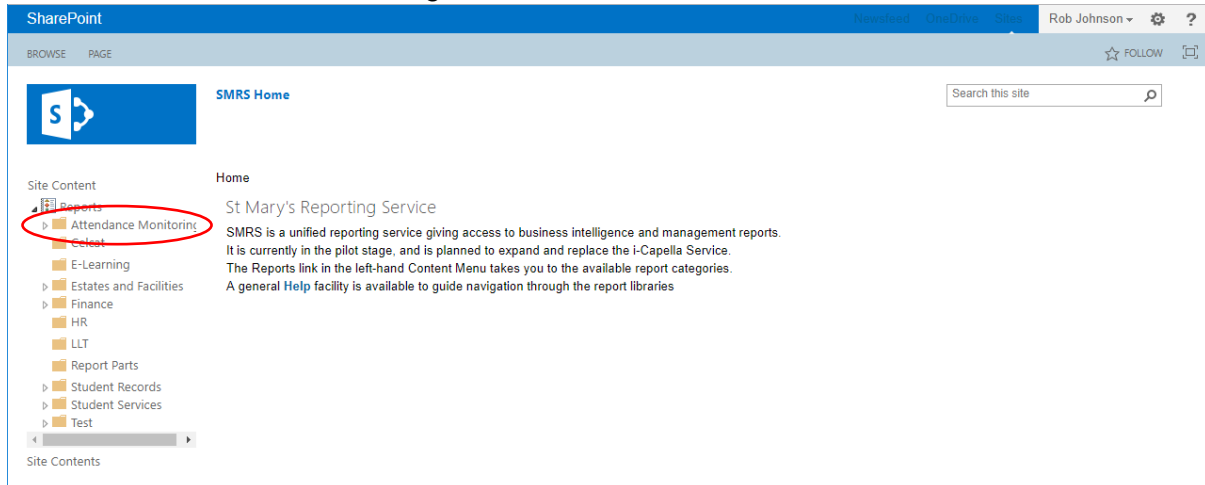 SharePoint
Newsfeed OneDrive Sites Rob Johnson ?
BROWSE PAGE FOLLOW
S
SMRS Home
Search this site
Site Content
Reports
Attendance Monitoring
Celcat
E-Learning
Estates and Facilities
Finance
HR
LLT
Report Parts
Student Records
Student Services
Test
Site Contents
Home
St Mary's Reporting Service
SMRS is a unified reporting service giving access to business intelligence and management reports.
It is currently in the pilot stage, and is planned to expand and replace the i-Capella Service.
The Reports link in the left-hand Content Menu takes you to the available report categories.
A general Help facility is available to guide navigation through the report libraries